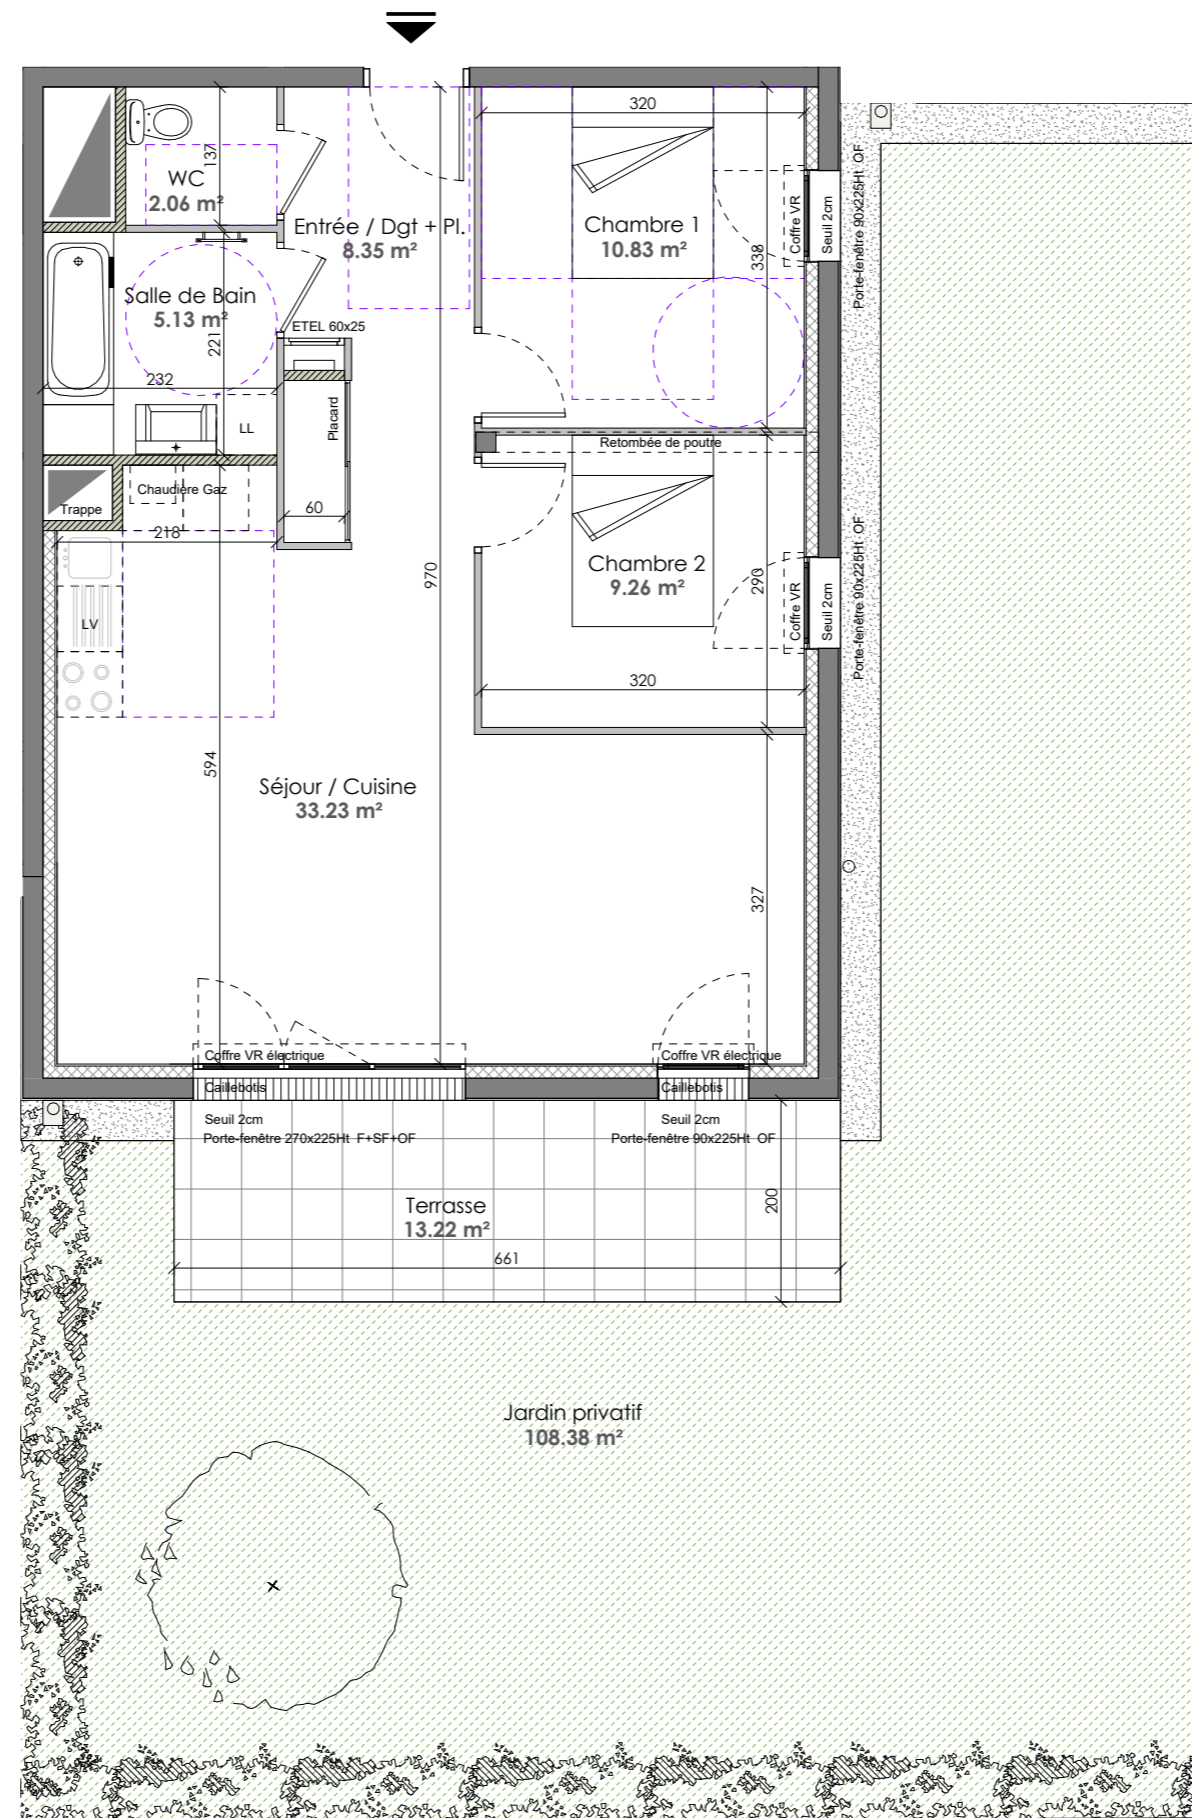 320
137
WC
2.06 m²
Entrée / Dgt + Pl.
8.35 m²
Chambre 1
10.83 m²
338
Coffre VR
Seuil 2cm
Porte-fenêtre 90x225Ht OF
Salle de Bain
5.13 m²
221
232
ETEL 60x25
LL
Placard
60
Retombée de poutre
Chaudière Gaz
Trappe
218
LV
970
Chambre 2
9.26 m²
290
320
Coffre VR
Seuil 2cm
Porte-fenêtre 90x225Ht OF
594
Séjour / Cuisine
33.23 m²
327
Coffre VR électrique
Coffre VR électrique
Caillebotis
Caillebotis
Seuil 2cm
Seuil 2cm
Porte-fenêtre 270x225Ht F+SF+OF
Porte-fenêtre 90x225Ht OF
Terrasse
13.22 m²
200
661
Jardin privatif
108.38 m²